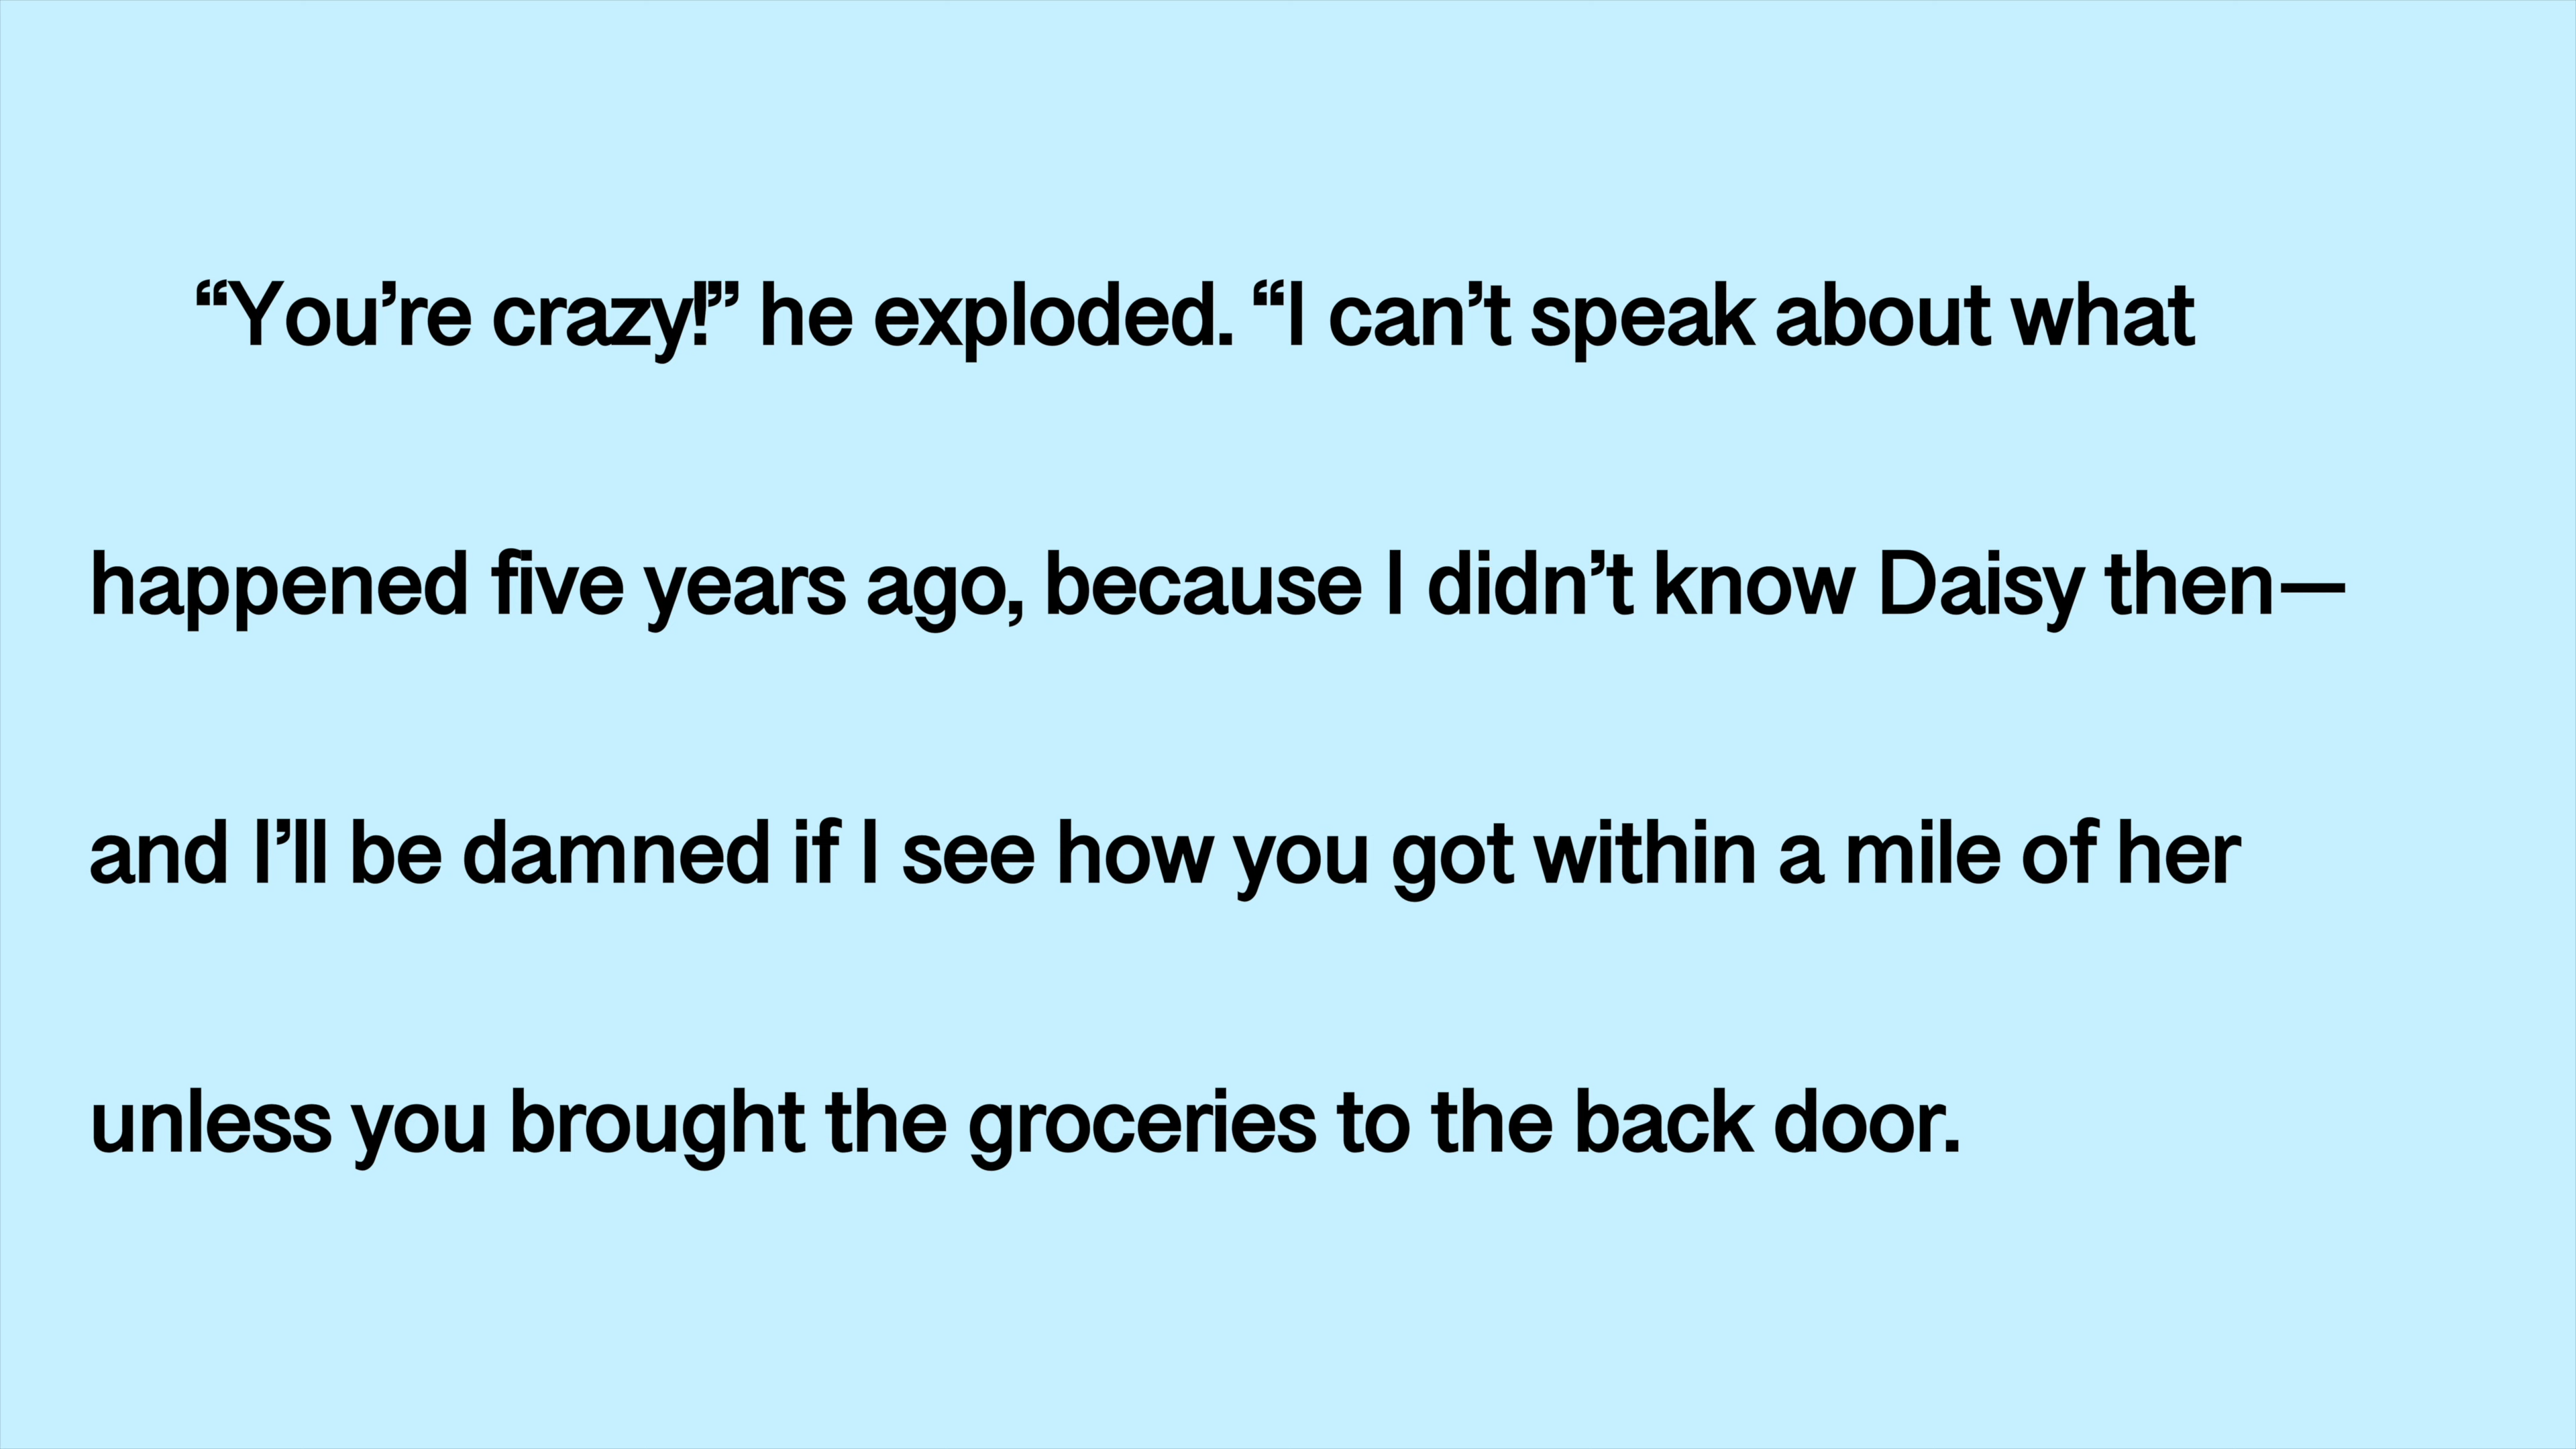 “You’re crazy!” he exploded. “I can’t speak about what
happened five years ago, because I didn’t know Daisy then—
and I’ll be damned if I see how you got within a mile of her
unless you brought the groceries to the back door.